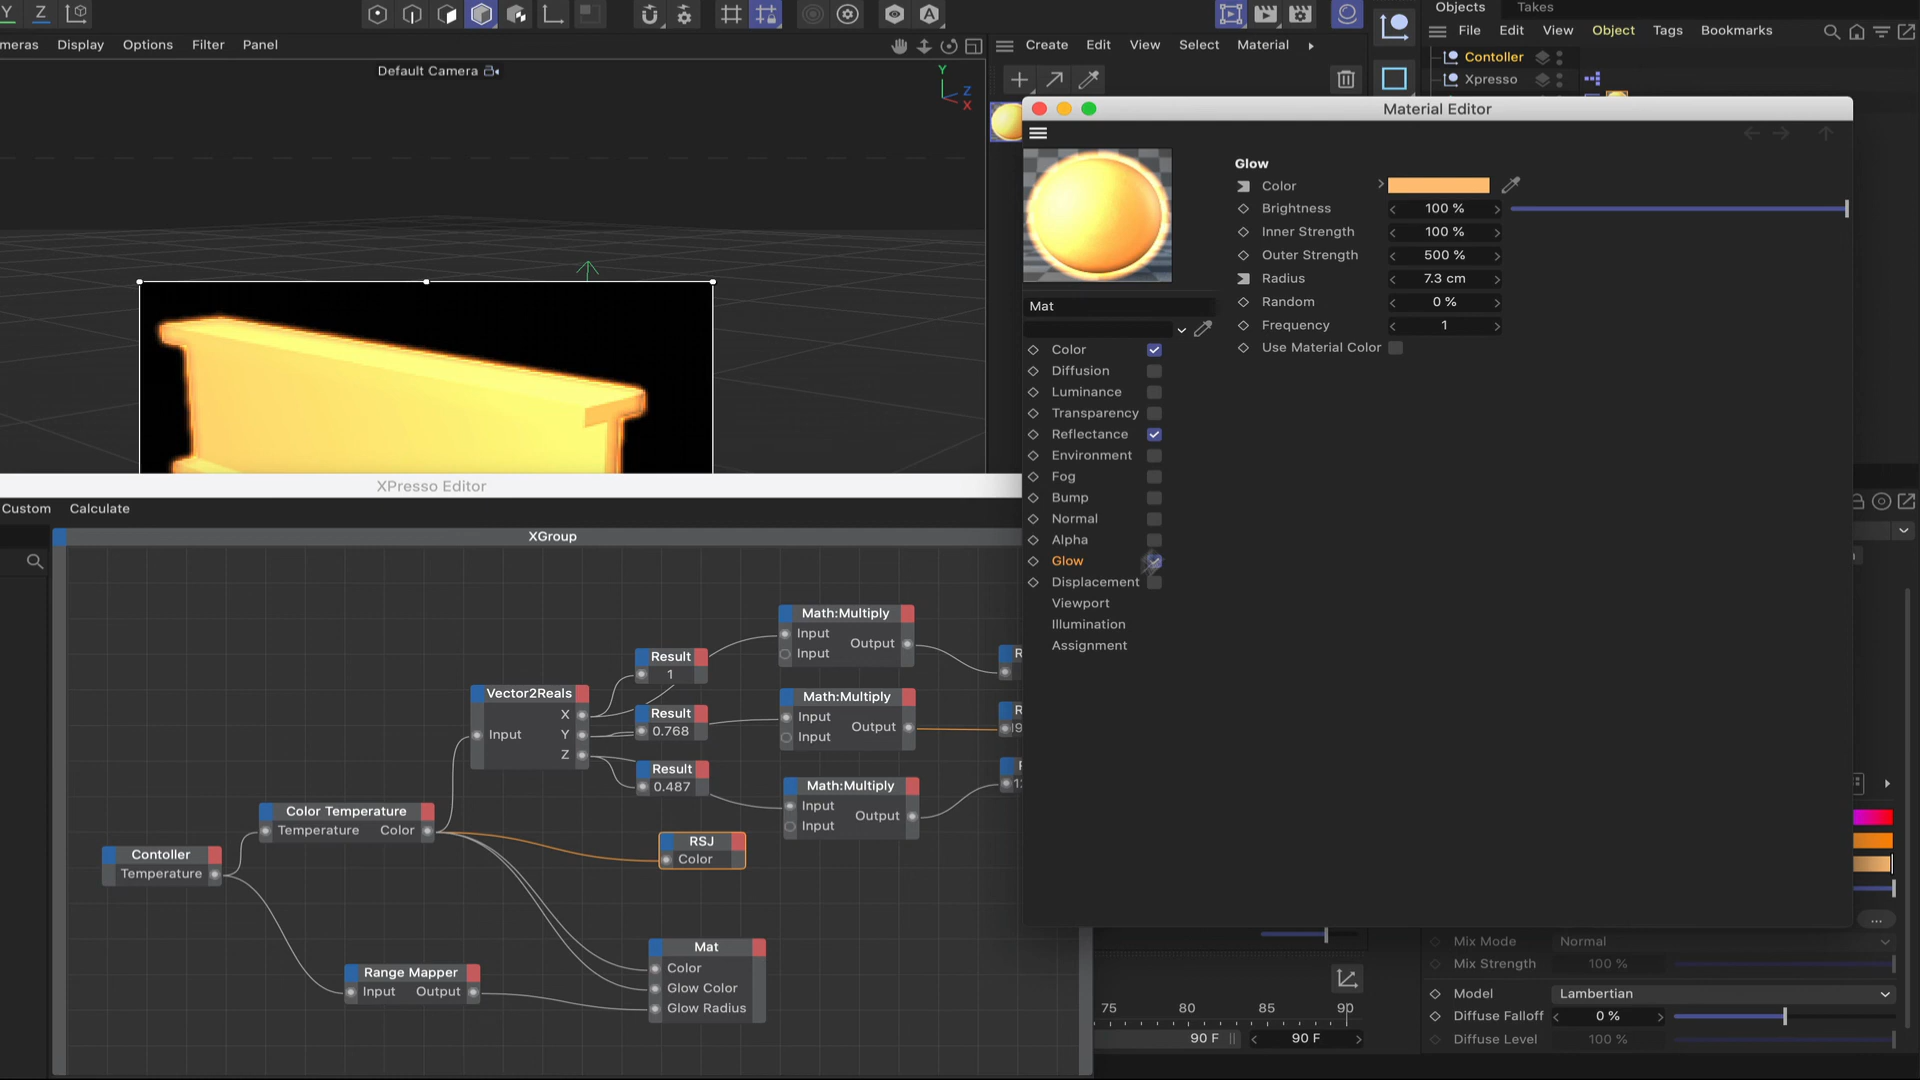 Y Z
Objects Takes
meras Display Options Filter Panel
Create Edit View Select Material
File Edit View Object Tags Bookmarks
Default Camera
Y
Z
X
Contoller
Xpresso
Material Editor
Glow
Color
Brightness 100 %
Inner Strength 100 %
Outer Strength 500 %
Radius 7.3 cm
Random 0 %
Frequency 1
Use Material Color
Mat
Color
Diffusion
Luminance
Transparency
Reflectance
Environment
Fog
Bump
Normal
Alpha
Glow
Displacement
Viewport
Illumination
Assignment
XPresso Editor
Custom Calculate
XGroup
Math:Multiply
Input Output
Input
Result
1
Vector2Reals
X
Input Y
Z
Result
0.768
Math:Multiply
Input Output
Input
Result
0.487
Math:Multiply
Input Output
Input
Color Temperature
Temperature Color
RSJ
Color
Contoller
Temperature
Range Mapper
Input Output
Mat
Color
Glow Color
Glow Radius
75 80 85 90
90 F 90 F
...
Mix Mode Normal
Mix Strength 100 %
Model Lambertian
Diffuse Falloff 0 %
Diffuse Level 100 %